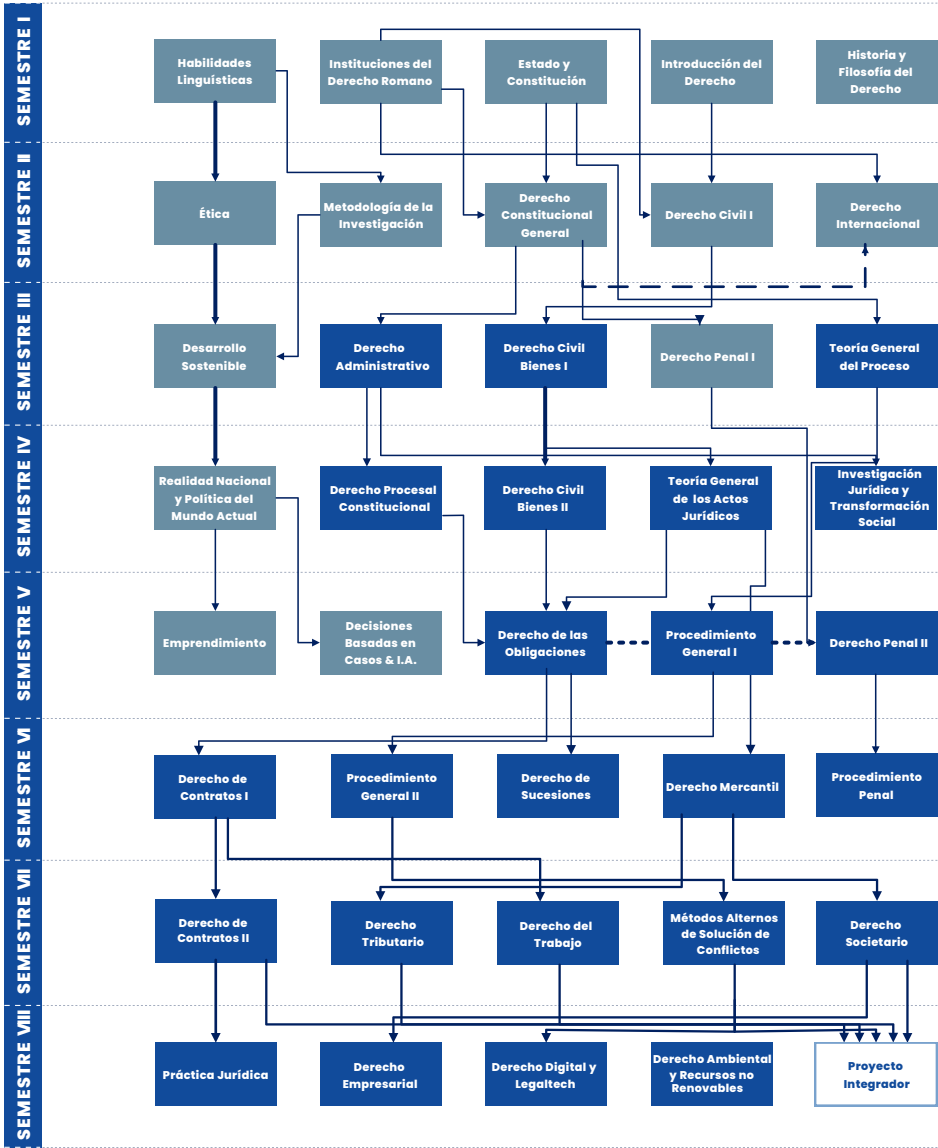 SEMESTRE I
Habilidades
Linguísticas
Instituciones del
Derecho Romano
Estado y
Constitución
Introducción del
Derecho
Historia y
Filosofía del
Derecho
SEMESTRE II
Ética
Metodología de la
Investigación
Derecho
Constitucional
General
Derecho Civil I
Derecho
Internacional
SEMESTRE III
Desarrollo
Sostenible
Derecho
Administrativo
Derecho Civil
Bienes I
Derecho Penal I
Teoría General
del Proceso
SEMESTRE IV
Realidad Nacional
y Política del
Mundo Actual
Derecho Procesal
Constitucional
Derecho Civil
Bienes II
Teoría General
de los Actos
Jurídicos
Investigación
Jurídica y
Transformación
Social
SEMESTRE V
Emprendimiento
Decisiones
Basadas en
Casos & I.A.
Derecho de las
Obligaciones
Procedimiento
General I
Derecho Penal II
SEMESTRE VI
Derecho de
Contratos I
Procedimiento
General II
Derecho de
Sucesiones
Derecho Mercantil
Procedimiento
Penal
SEMESTRE VII
Derecho de
Contratos II
Derecho
Tributario
Derecho del
Trabajo
Métodos Alternos
de Solución de
Conflictos
Derecho
Societario
SEMESTRE VIII
Práctica Jurídica
Derecho
Empresarial
Derecho Digital y
Legaltech
Derecho Ambiental
y Recursos no
Renovables
Proyecto
Integrador